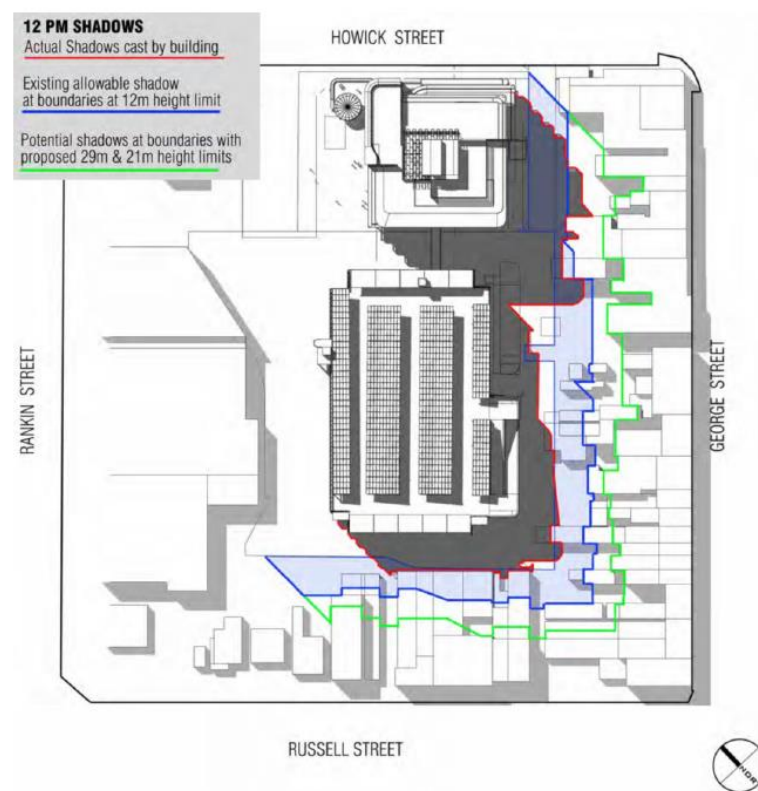 12 PM SHADOWS
Actual Shadows cast by building
Existing allowable shadow
at boundaries at 12m height limit
Potential shadows at boundaries with
proposed 29m & 21m height limits
HOWICK STREET
RANKIN STREET
GEORGE STREET
RUSSELL STREET
NORTH